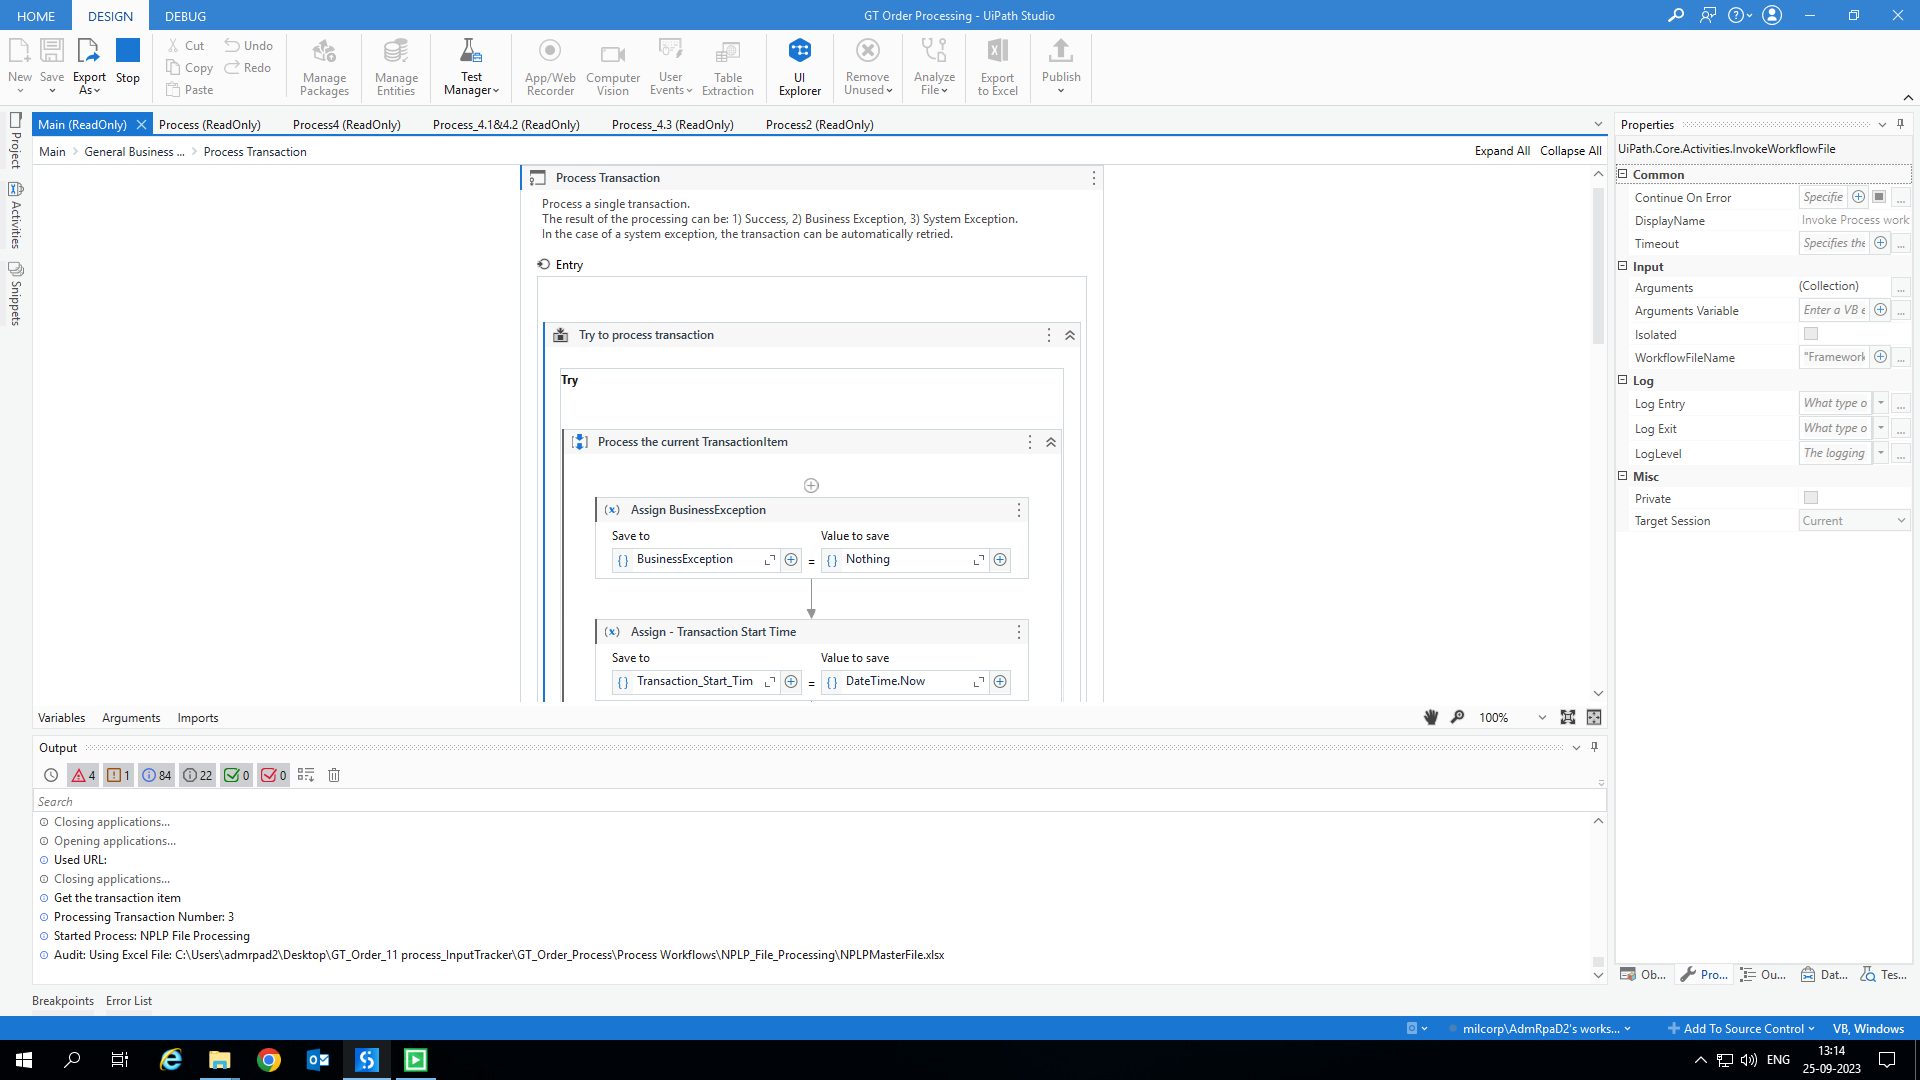 HOME DESIGN DEBUG GT Order Processing - UiPath Studio
New Save Export As Stop
Cut Copy Paste Undo Redo
Manage Packages
Manage Entities
Test Manager
App/Web Recorder
Computer Vision
User Events
Table Extraction
UI Explorer
Remove Unused
Analyze File
Export to Excel
Publish
Main (ReadOnly) Process (ReadOnly) Process4 (ReadOnly) Process_4.1&4.2 (ReadOnly) Process_4.3 (ReadOnly) Process2 (ReadOnly)
Project
Activities
Snippets
Main > General Business ... > Process Transaction Expand All Collapse All
Process Transaction
Process a single transaction.
The result of the processing can be: 1) Success, 2) Business Exception, 3) System Exception.
In the case of a system exception, the transaction can be automatically retried.
Entry
Try to process transaction
Try
Process the current TransactionItem
(x) Assign BusinessException
Save to Value to save
{} BusinessException = {} Nothing
(x) Assign - Transaction Start Time
Save to Value to save
{} Transaction_Start_Tim = {} DateTime.Now
Variables Arguments Imports 100%
Output
4 1 84 22 0 0
Search
Closing applications...
Opening applications...
Used URL:
Closing applications...
Get the transaction item
Processing Transaction Number: 3
Started Process: NPLP File Processing
Audit: Using Excel File: C:\Users\admrpad2\Desktop\GT_Order_11 process_InputTracker\GT_Order_Process\Process Workflows\NPLP_File_Processing\NPLPMasterFile.xlsx
Breakpoints Error List
Properties
UiPath.Core.Activities.InvokeWorkflowFile
Common
Continue On Error Specifie ...
DisplayName Invoke Process work
Timeout Specifies the ...
Input
Arguments (Collection) ...
Arguments Variable Enter a VB e ...
Isolated
WorkflowFileName "Framework ...
Log
Log Entry What type o ...
Log Exit What type o ...
LogLevel The logging ...
Misc
Private
Target Session Current
Ob... Pro... Ou... Dat... Tes...
milcorp\AdmRpaD2's works... Add To Source Control VB, Windows
ENG 13:14
25-09-2023